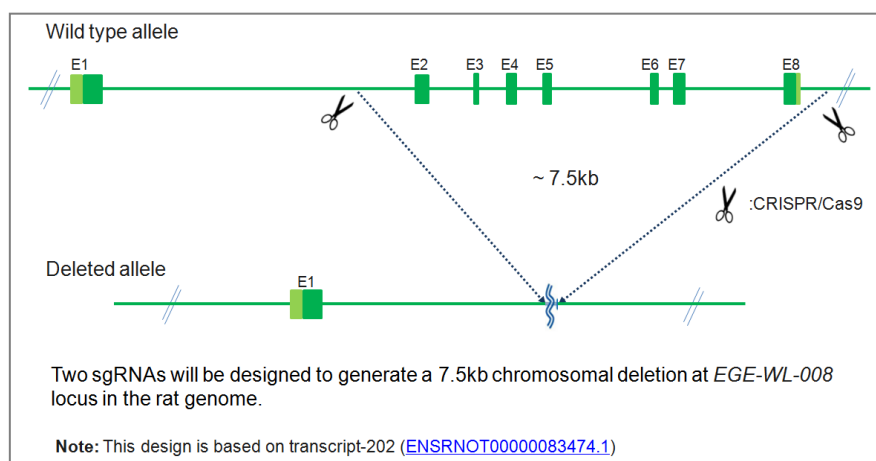 Wild type allele
E1 E2 E3 E4 E5 E6 E7 E8
~ 7.5kb
:CRISPR/Cas9
Deleted allele
E1
Two sgRNAs will be designed to generate a 7.5kb chromosomal deletion at EGE-WL-008
locus in the rat genome.
Note: This design is based on transcript-202 (ENSRNOT00000083474.1)